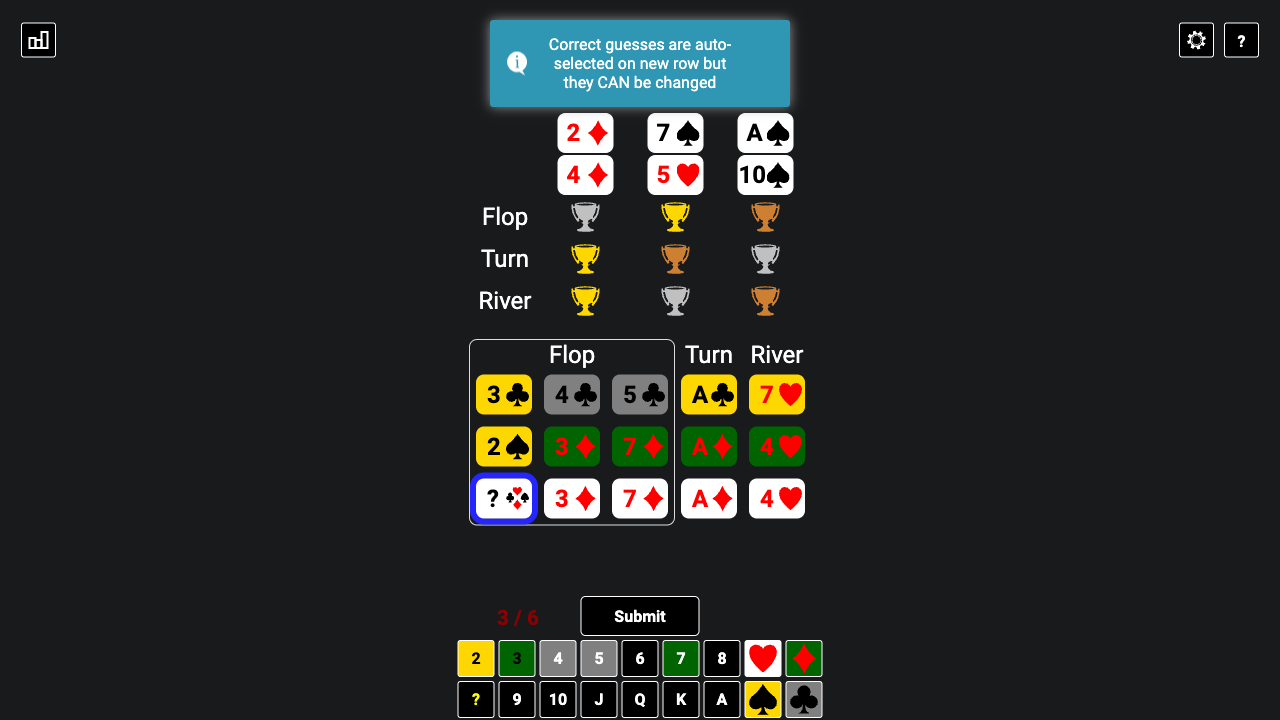 ?
Correct guesses are auto-
selected on new row but
they CAN be changed
2 7 A
4 5 10
Flop
Turn
River
Flop Turn River
3 4 5 A 7
2 3 7 A 4
? 3 7 A 4
3 / 6 Submit
2 3 4 5 6 7 8
? 9 10 J Q K A